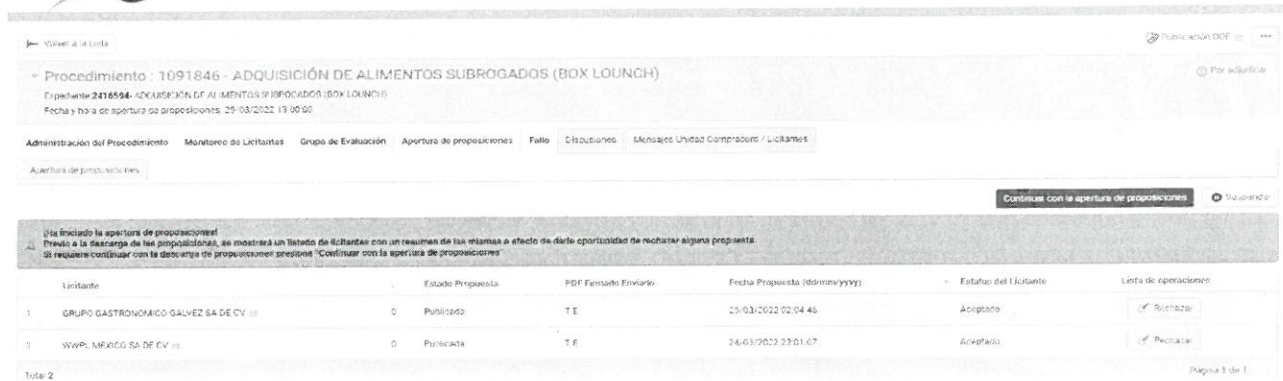 Volver a la Lista
Publicación DOF
...
Procedimiento : 1091846 - ADQUISICIÓN DE ALIMENTOS SUBROGADOS (BOX LOUNCH)
Por adjudicar
Expediente:2416594- ADQUISICIÓN DE ALIMENTOS SUBROGADOS (BOX LOUNCH)
Fecha y hora de apertura de proposiciones: 25/03/2022 13:00:00
Administración del Procedimiento Monitoreo de Licitantes Grupo de Evaluación Apertura de proposiciones Fallo Discusiones Mensajes Unidad Compradora / Licitantes
Apertura de proposiciones
Continuar con la apertura de proposiciones Suspender
¡Ha iniciado la apertura de proposiciones!
Previo a la descarga de las proposiciones, se mostrará un listado de licitantes con un resumen de las mismas a efecto de darle oportunidad de rechazar alguna propuesta.
Si requiere continuar con la descarga de proposiciones presione "Continuar con la apertura de proposiciones"
Licitante Estado Propuesta PDF Firmado Enviado Fecha Propuesta (dd/mm/yyyy) Estatus del Licitante Lista de operaciones
1 GRUPO GASTRONOMICO GALVEZ SA DE CV 0 Publicada T E 25/03/2022 02:04:46 Aceptado Rechazar
2 WWPL MEXICO SA DE CV 0 Publicada T E 24/03/2022 22:01:07 Aceptado Rechazar
Total 2 Página 1 de 1